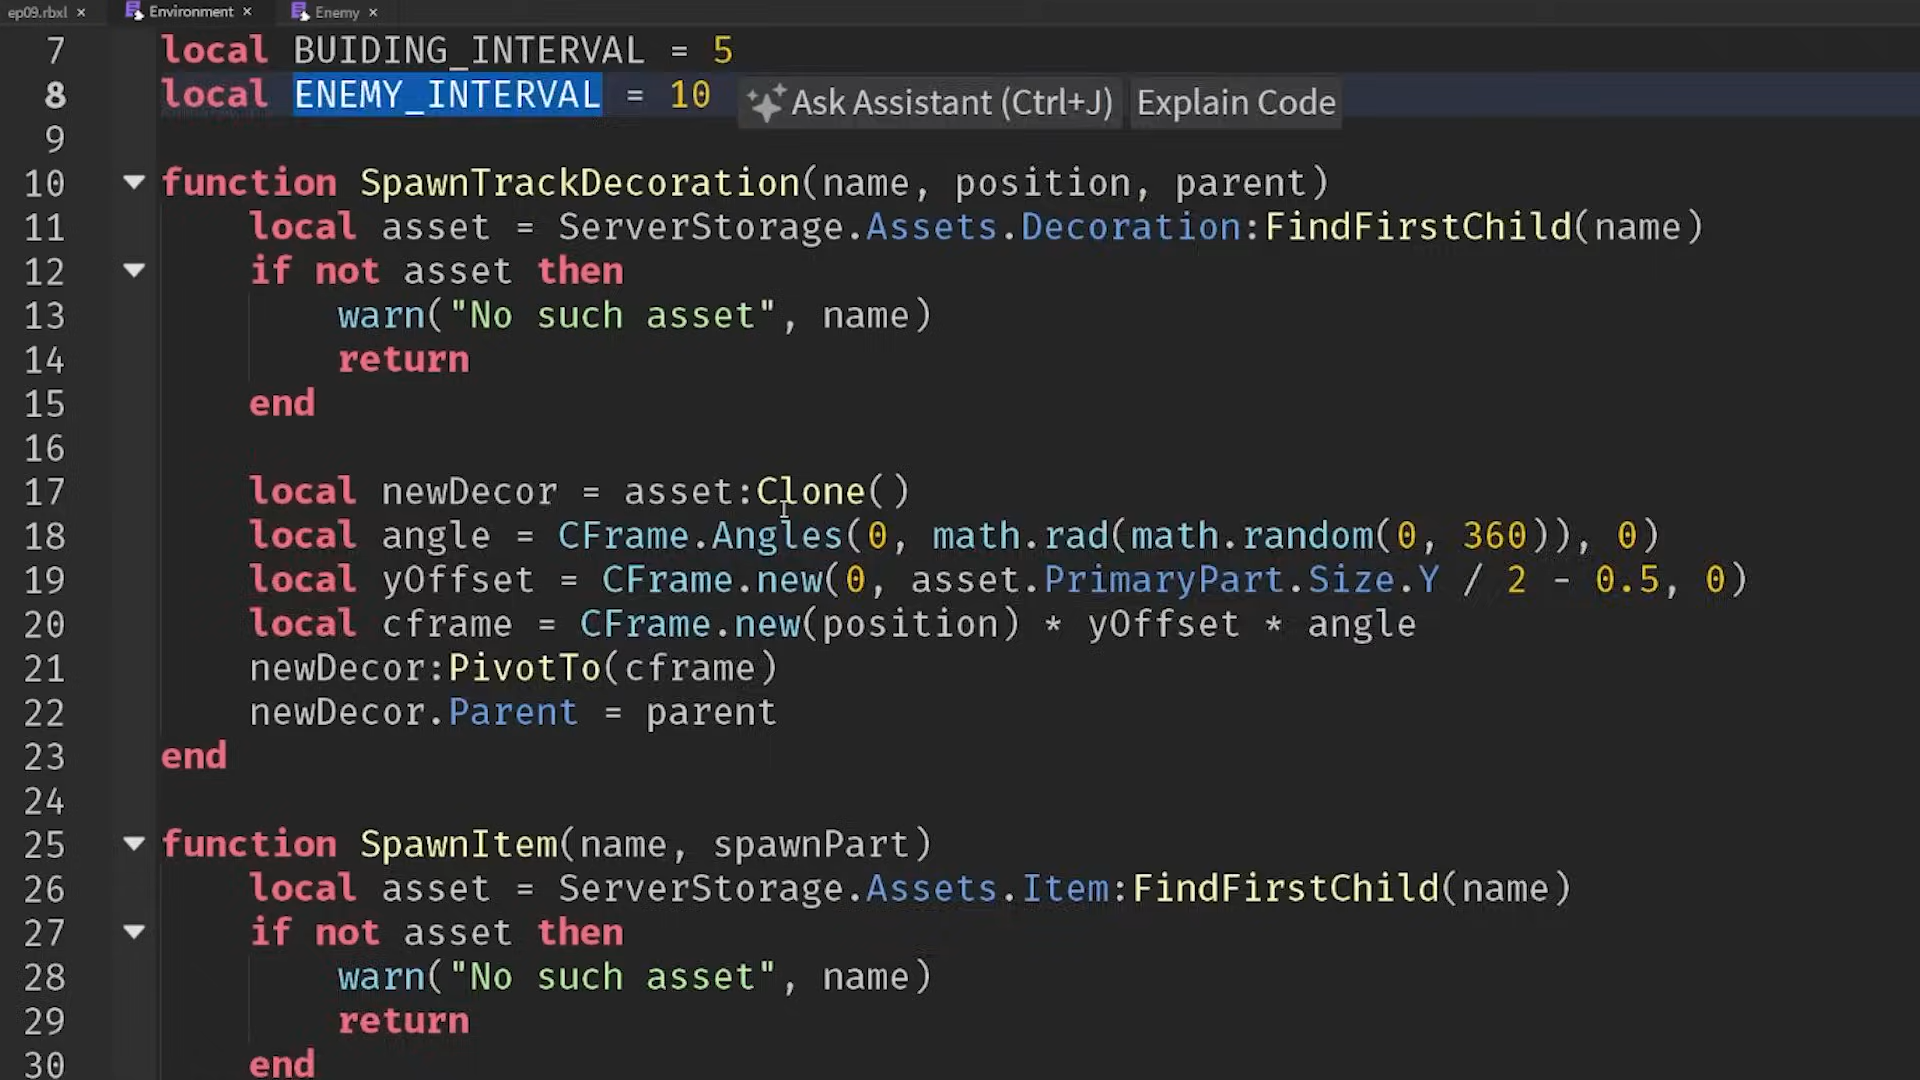 ep09.rbxl × Environment × Enemy ×
7 local BUIDING_INTERVAL = 5
8 local ENEMY_INTERVAL = 10 Ask Assistant (Ctrl+J) Explain Code
9
10 function SpawnTrackDecoration(name, position, parent)
11 local asset = ServerStorage.Assets.Decoration:FindFirstChild(name)
12 if not asset then
13 warn("No such asset", name)
14 return
15 end
16
17 local newDecor = asset:Clone()
18 local angle = CFrame.Angles(0, math.rad(math.random(0, 360)), 0)
19 local yOffset = CFrame.new(0, asset.PrimaryPart.Size.Y / 2 - 0.5, 0)
20 local cframe = CFrame.new(position) * yOffset * angle
21 newDecor:PivotTo(cframe)
22 newDecor.Parent = parent
23 end
24
25 function SpawnItem(name, spawnPart)
26 local asset = ServerStorage.Assets.Item:FindFirstChild(name)
27 if not asset then
28 warn("No such asset", name)
29 return
30 end